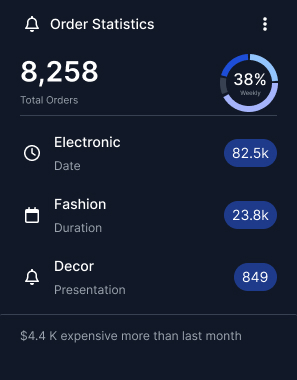 Order Statistics
8,258
Total Orders
38%
Weekly
Electronic
Date
82.5k
Fashion
Duration
23.8k
Decor
Presentation
849
$4.4 K expensive more than last month